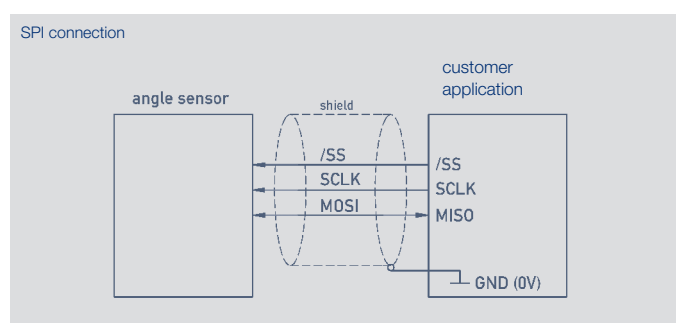 SPI connection
customer
application
angle sensor
shield
/SS
/SS
SCLK
SCLK
MOSI
MISO
GND (0V)